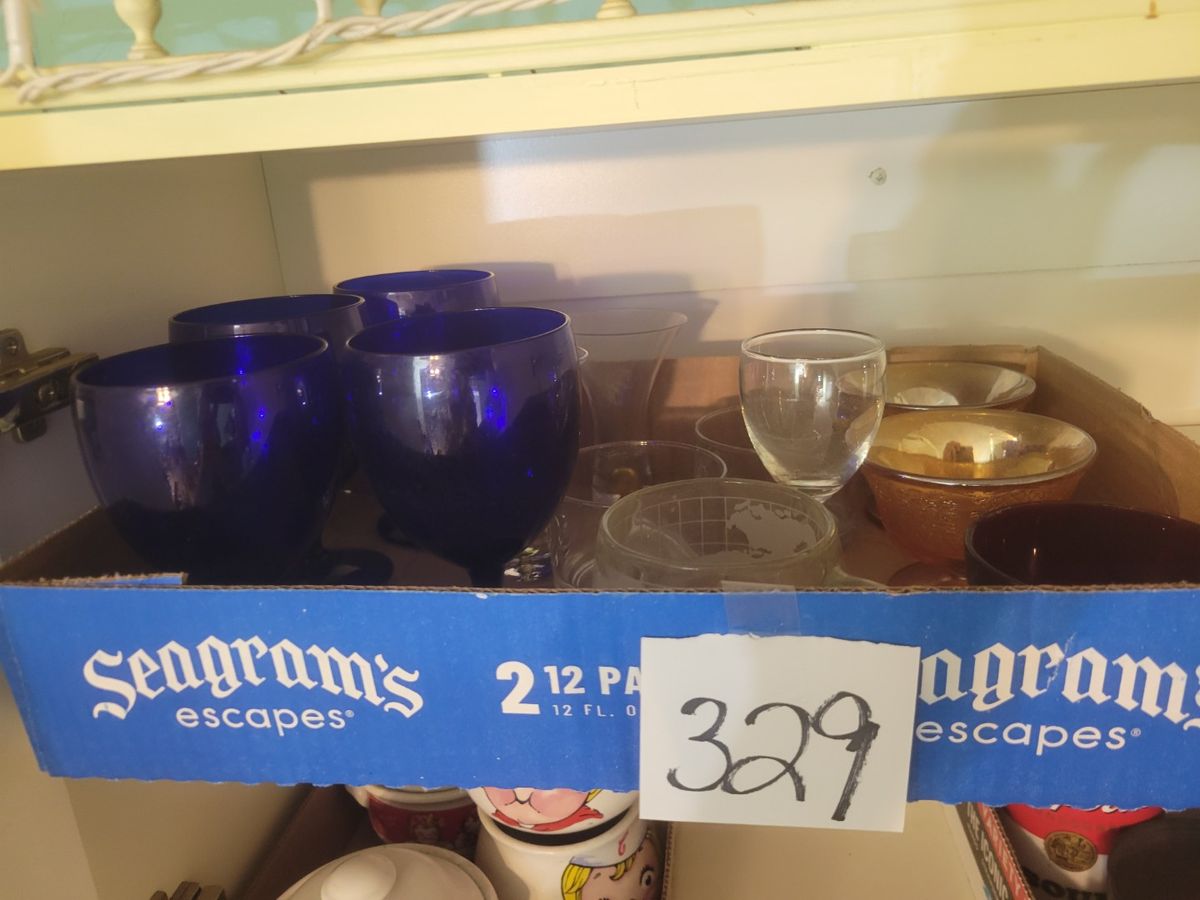 Seagram's
escapes®
2 12 PA
12 FL. O
329
agram's
escapes®